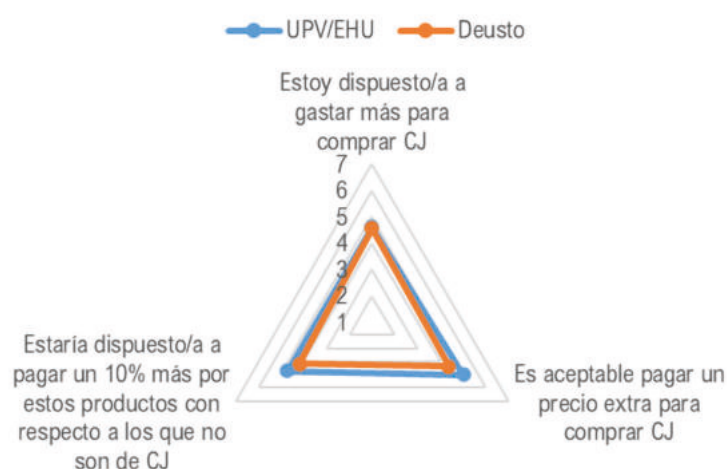 UPV/EHU Deusto
Estoy dispuesto/a a
gastar más para
comprar CJ
7
6
5
4
3
2
1
Estaría dispuesto/a a
pagar un 10% más por
estos productos con
respecto a los que no
son de CJ
Es aceptable pagar un
precio extra para
comprar CJ